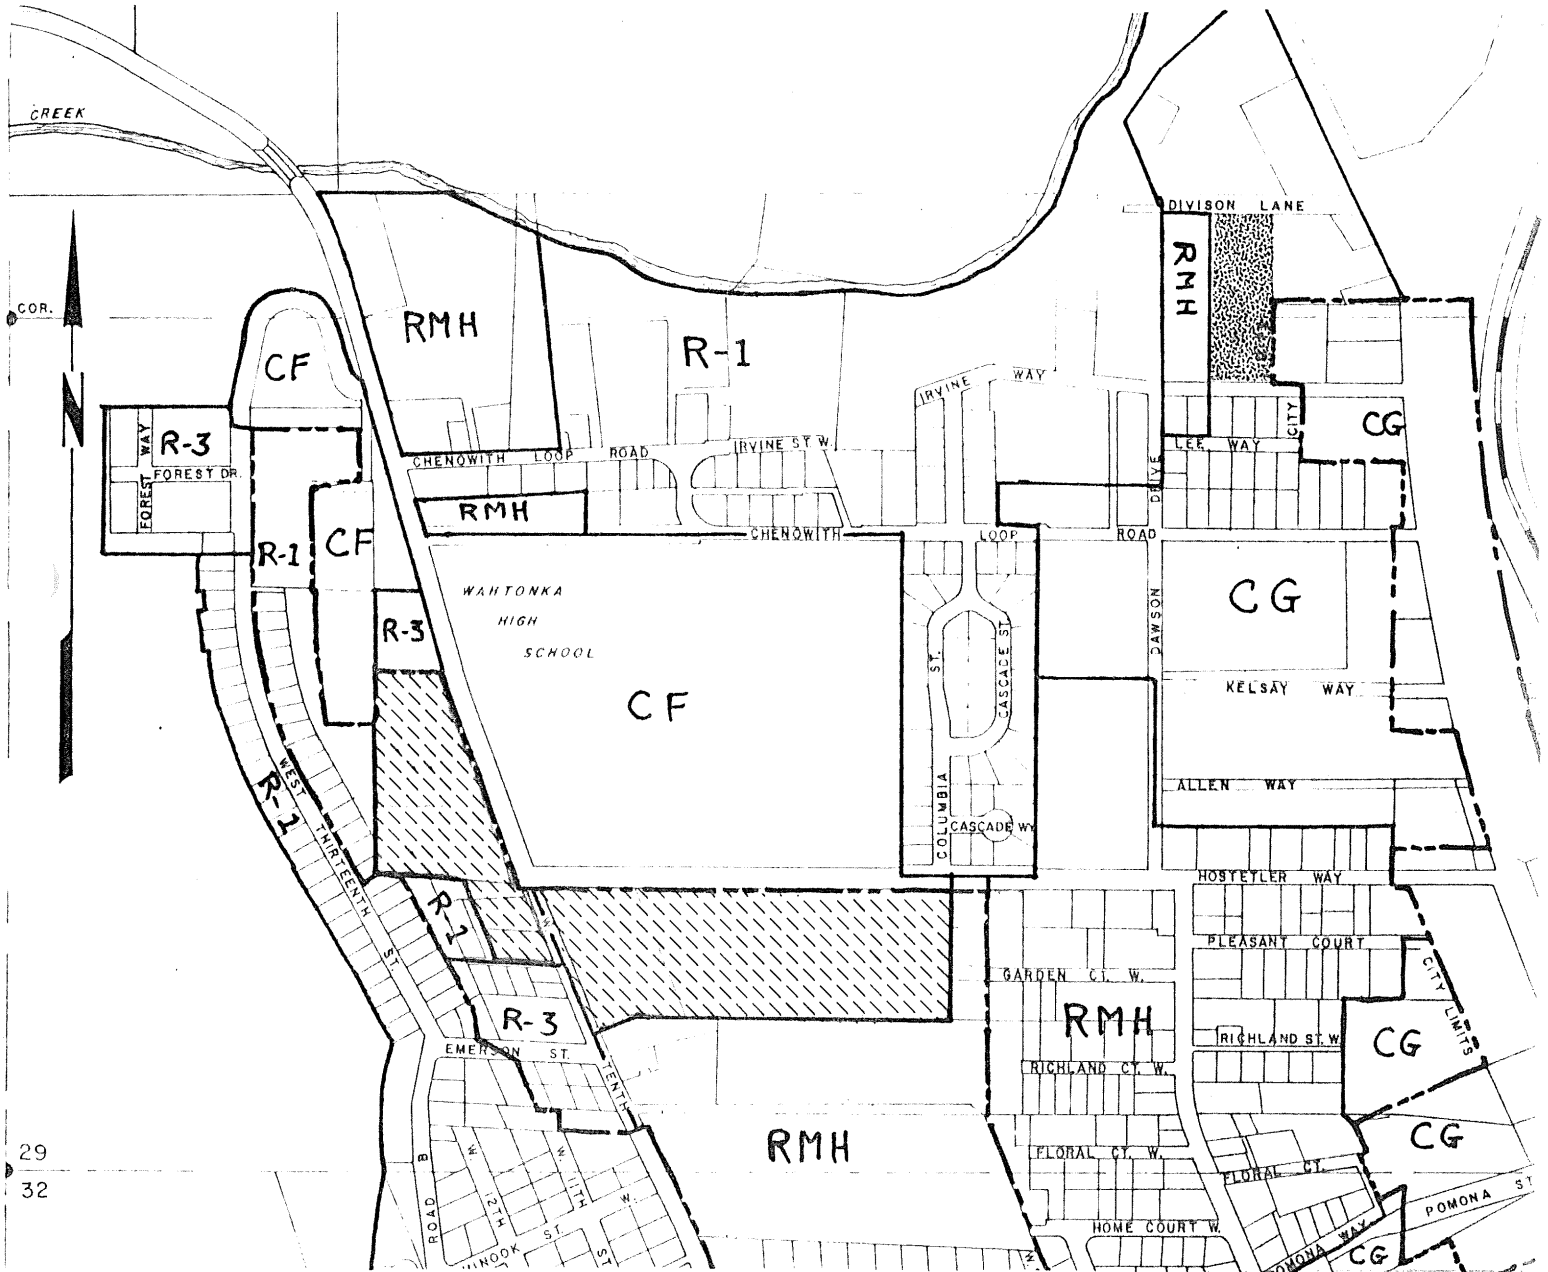 CREEK
DIVISON LANE
RMH
COR.
RMH
R-1
CF
N
IRVINE WAY
CITY
CG
R-3
FOREST WAY
FOREST DR.
CHENOWITH LOOP ROAD
IRVINE ST W.
LEE WAY
DRIVE
RMH
CHENOWITH LOOP ROAD
R-1
CF
WAHTONKA
HIGH
SCHOOL
CG
DAWSON
R-3
ST.
CASCADE ST.
CF
KELSAY WAY
R-1
WEST THIRTEENTH ST.
COLUMBIA
CASCADE WY
ALLEN WAY
HOSTETLER WAY
R-1
W.
PLEASANT COURT
CITY LIMITS
GARDEN CT. W.
R-3
RMH
CG
EMERSON ST.
RICHLAND ST. W.
TENTH
RICHLAND CT. W.
RMH
CG
29
32
FLORAL CT. W.
FLORAL CT.
ROAD B
W. 12TH
W. 11TH
ST.
W.
POMONA ST
HOME COURT W.
POMONA WAY
CG